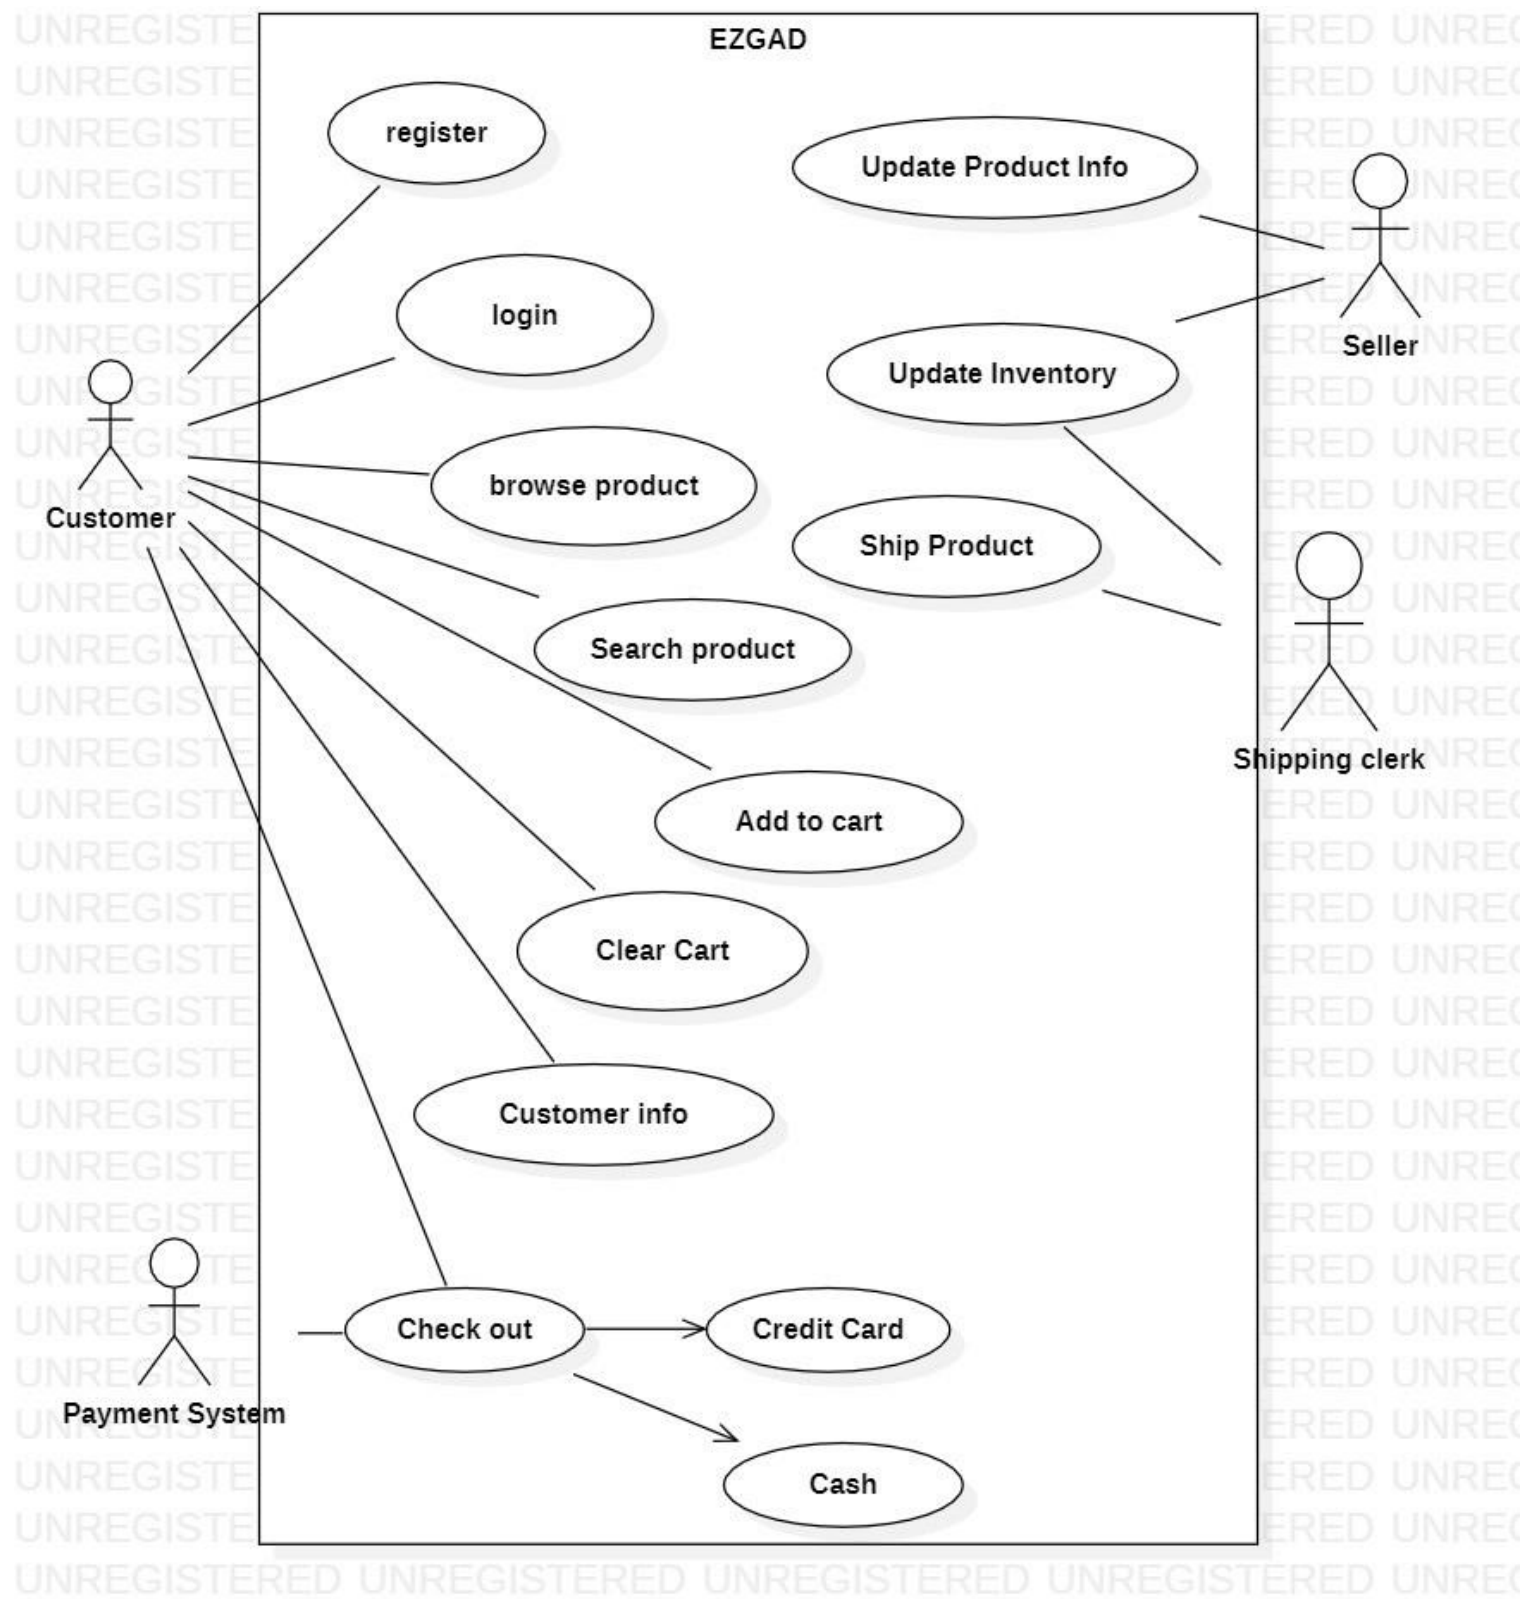 EZGAD
register
Update Product Info
login
Seller
Update Inventory
browse product
Customer
Ship Product
Search product
Shipping clerk
Add to cart
Clear Cart
Customer info
Check out
Credit Card
Payment System
Cash
UNREGISTERED UNREGISTERED UNREGISTERED UNREGISTERED UNREG